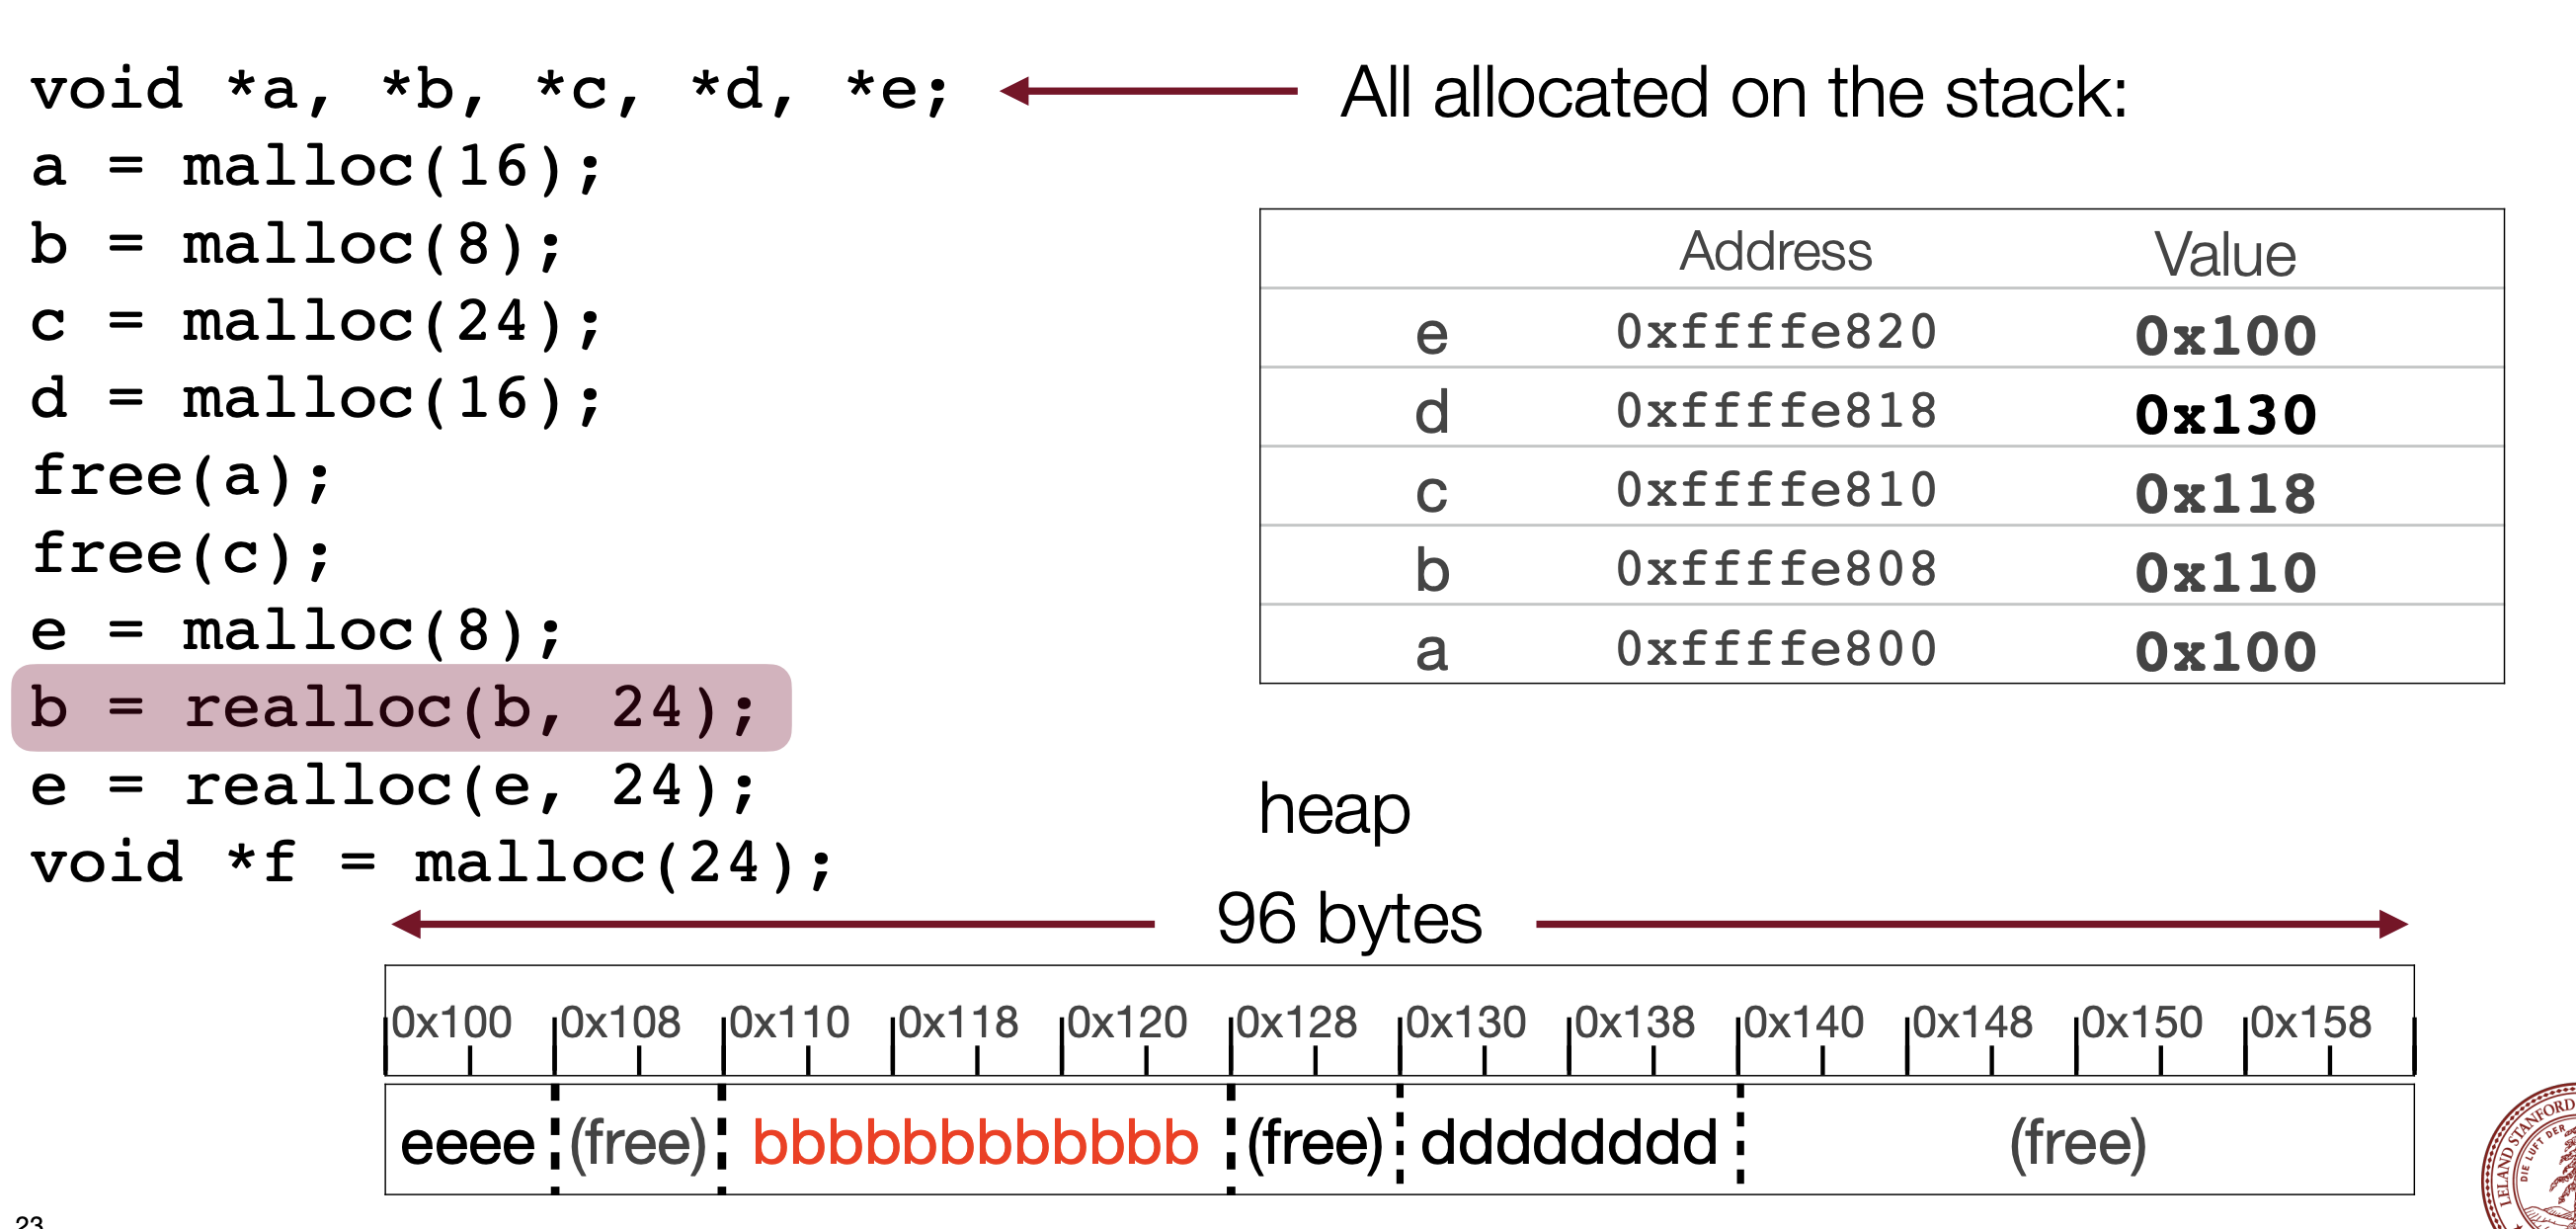 void *a, *b, *c, *d, *e;
All allocated on the stack:
a = malloc(16);
b = malloc(8);
c = malloc(24);
d = malloc(16);
free(a);
free(c);
e = malloc(8);
b = realloc(b, 24);
e = realloc(e, 24);
void *f = malloc(24);
Address Value
e 0xffffe820 0x100
d 0xffffe818 0x130
c 0xffffe810 0x118
b 0xffffe808 0x110
a 0xffffe800 0x100
heap
96 bytes
0x100 0x108 0x110 0x118 0x120 0x128 0x130 0x138 0x140 0x148 0x150 0x158
eeee (free) bbbbbbbbbbbb (free) dddddddd (free)
23
LELAND STANFORD
DIE LUFT DER